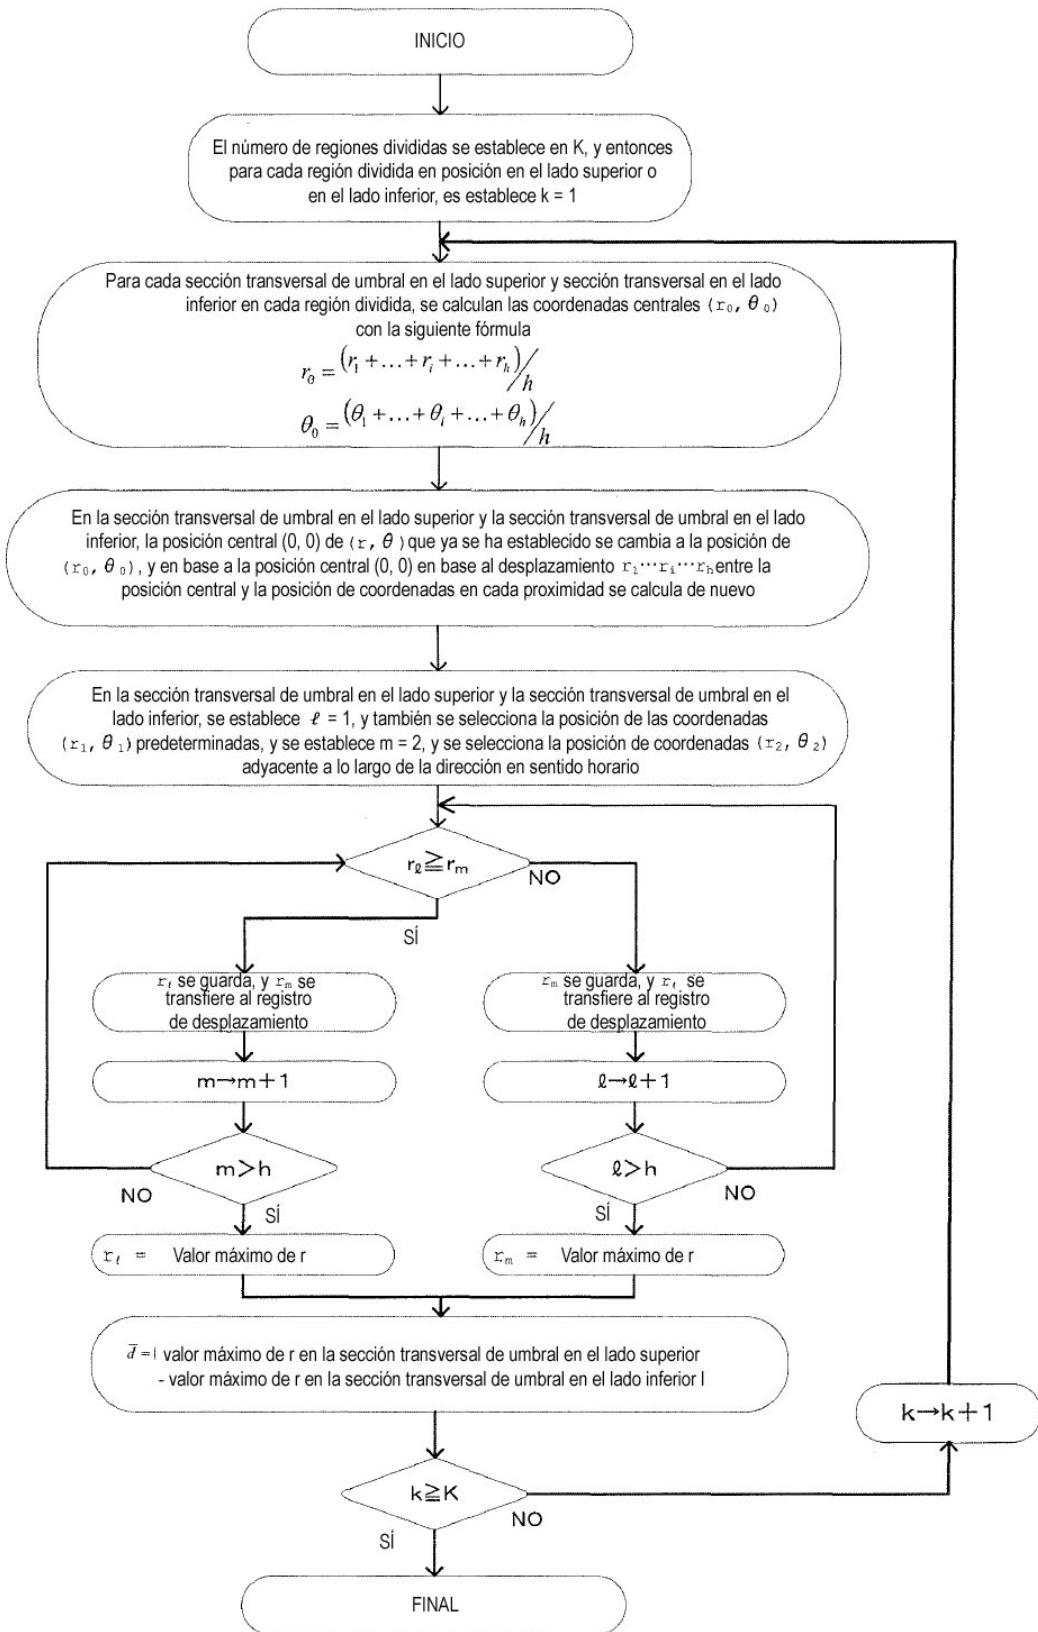 INICIO
El número de regiones divididas se establece en K, y entonces
para cada región dividida en posición en el lado superior o
en el lado inferior, es establece k = 1
Para cada sección transversal de umbral en el lado superior y sección transversal en el lado
inferior en cada región dividida, se calculan las coordenadas centrales (r₀, θ₀)
con la siguiente fórmula
r₀ = (r₁ + ... + rᵢ + ... + rₕ)/h
θ₀ = (θ₁ + ... + θᵢ + ... + θₕ)/h
En la sección transversal de umbral en el lado superior y la sección transversal de umbral en el lado
inferior, la posición central (0, 0) de (r, θ) que ya se ha establecido se cambia a la posición de
(r₀, θ₀), y en base a la posición central (0, 0) en base al desplazamiento r₁···rᵢ···rₕ entre la
posición central y la posición de coordenadas en cada proximidad se calcula de nuevo
En la sección transversal de umbral en el lado superior y la sección transversal de umbral en el
lado inferior, se establece ℓ = 1, y también se selecciona la posición de las coordenadas
(r₁, θ₁) predeterminadas, y se establece m = 2, y se selecciona la posición de coordenadas (r₂, θ₂)
adyacente a lo largo de la dirección en sentido horario
rℓ≧rₘ
NO
SÍ
rℓ se guarda, y rₘ se
transfiere al registro
de desplazamiento
rₘ se guarda, y rℓ se
transfiere al registro
de desplazamiento
m→m+1
ℓ→ℓ+1
m>h
NO
SÍ
ℓ>h
NO
SÍ
rℓ = Valor máximo de r
rₘ = Valor máximo de r
d̅ =| valor máximo de r en la sección transversal de umbral en el lado superior
- valor máximo de r en la sección transversal de umbral en el lado inferior l
k→k+1
k≧K
NO
SÍ
FINAL